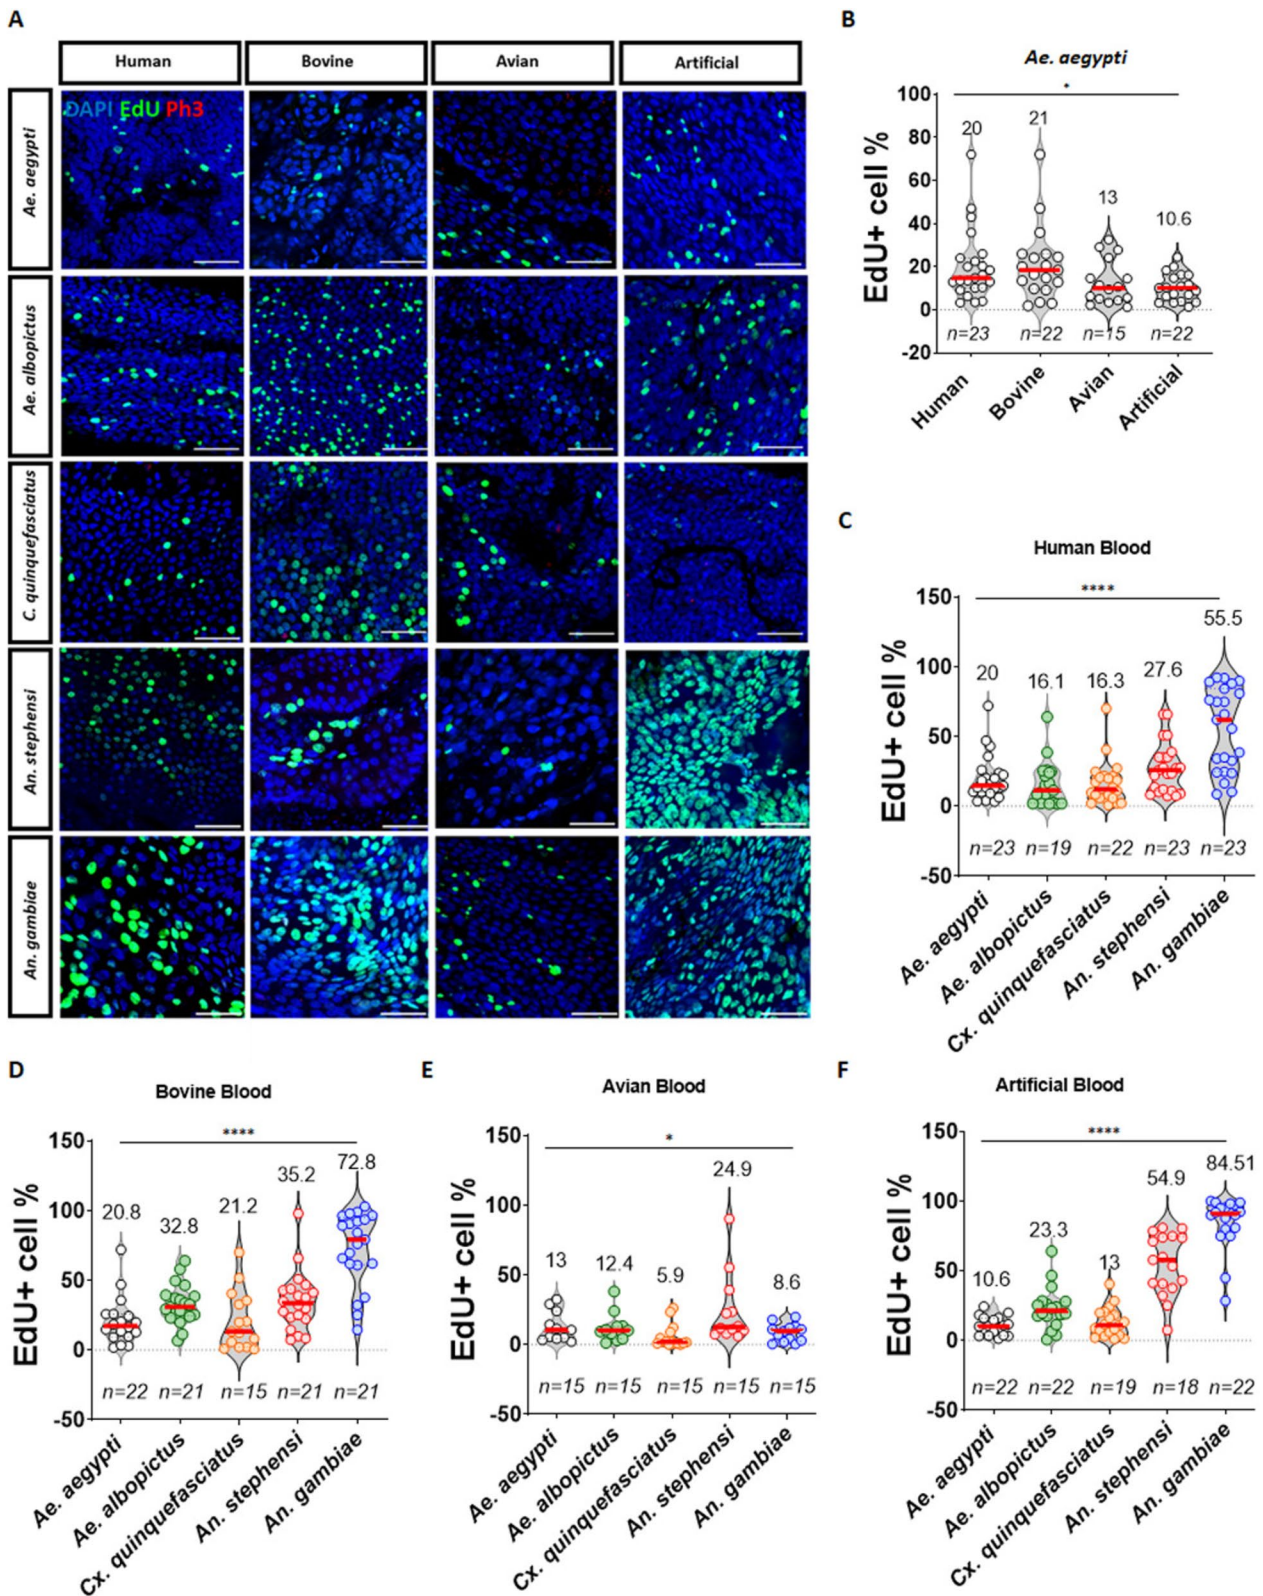 A
Human
Bovine
Avian
Artificial
DAPI EdU Ph3
Ae. aegypti
Ae. albopictus
C. quinquefasciatus
An. stephensi
An. gambiae
B
Ae. aegypti
EdU+ cell %
100
80
60
40
20
0
-20
*
20
21
13
10.6
n=23
n=22
n=15
n=22
Human
Bovine
Avian
Artificial
C
Human Blood
EdU+ cell %
150
100
50
0
-50
****
20
16.1
16.3
27.6
55.5
n=23
n=19
n=22
n=23
n=23
Ae. aegypti
Ae. albopictus
Cx. quinquefasciatus
An. stephensi
An. gambiae
D
Bovine Blood
EdU+ cell %
150
100
50
0
-50
****
20.8
32.8
21.2
35.2
72.8
n=22
n=21
n=15
n=21
n=21
Ae. aegypti
Ae. albopictus
Cx. quinquefasciatus
An. stephensi
An. gambiae
E
Avian Blood
EdU+ cell %
150
100
50
0
-50
*
13
12.4
5.9
24.9
8.6
n=15
n=15
n=15
n=15
n=15
Ae. aegypti
Ae. albopictus
Cx. quinquefasciatus
An. stephensi
An. gambiae
F
Artificial Blood
EdU+ cell %
150
100
50
0
-50
****
10.6
23.3
13
54.9
84.51
n=22
n=22
n=19
n=18
n=22
Ae. aegypti
Ae. albopictus
Cx. quinquefasciatus
An. stephensi
An. gambiae